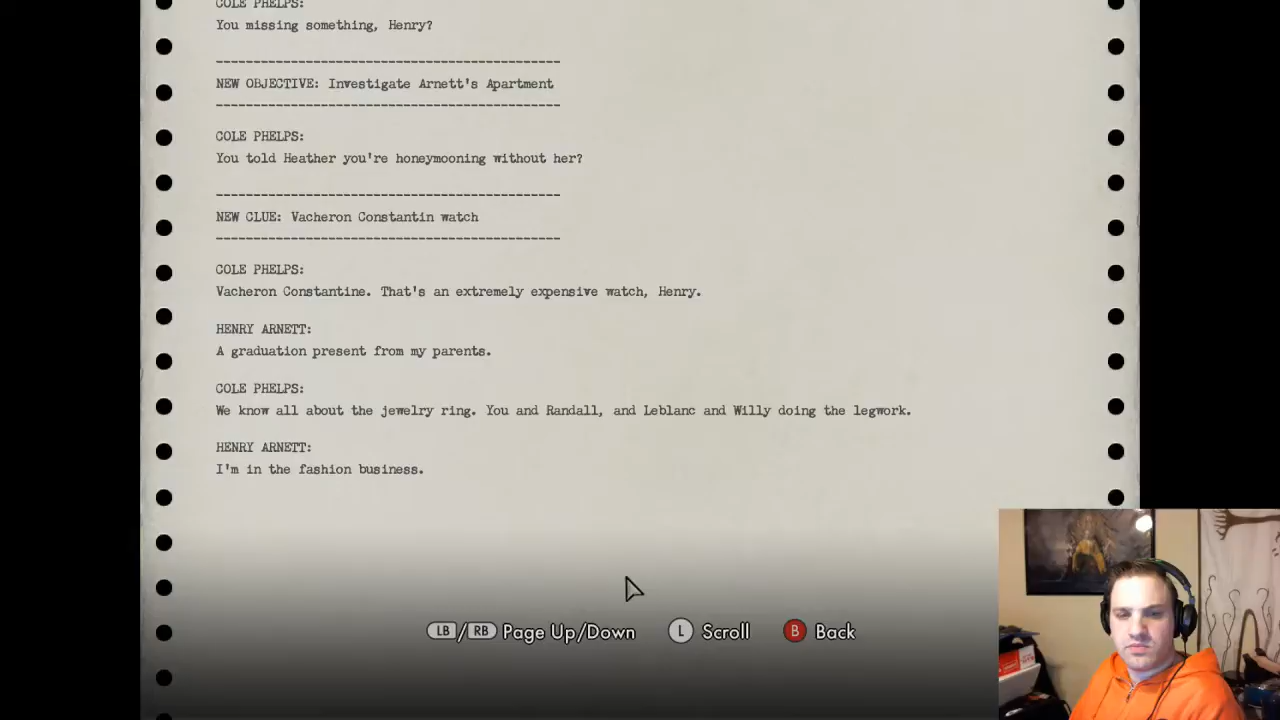 COLE PHELPS:
You missing something, Henry?
----------------------------------------------
NEW OBJECTIVE: Investigate Arnett's Apartment
----------------------------------------------
COLE PHELPS:
You told Heather you're honeymooning without her?
----------------------------------------------
NEW CLUE: Vacheron Constantin watch
----------------------------------------------
COLE PHELPS:
Vacheron Constantine. That's an extremely expensive watch, Henry.
HENRY ARNETT:
A graduation present from my parents.
COLE PHELPS:
We know all about the jewelry ring. You and Randall, and Leblanc and Willy doing the legwork.
HENRY ARNETT:
I'm in the fashion business.
LB/RB Page Up/Down L Scroll B Back